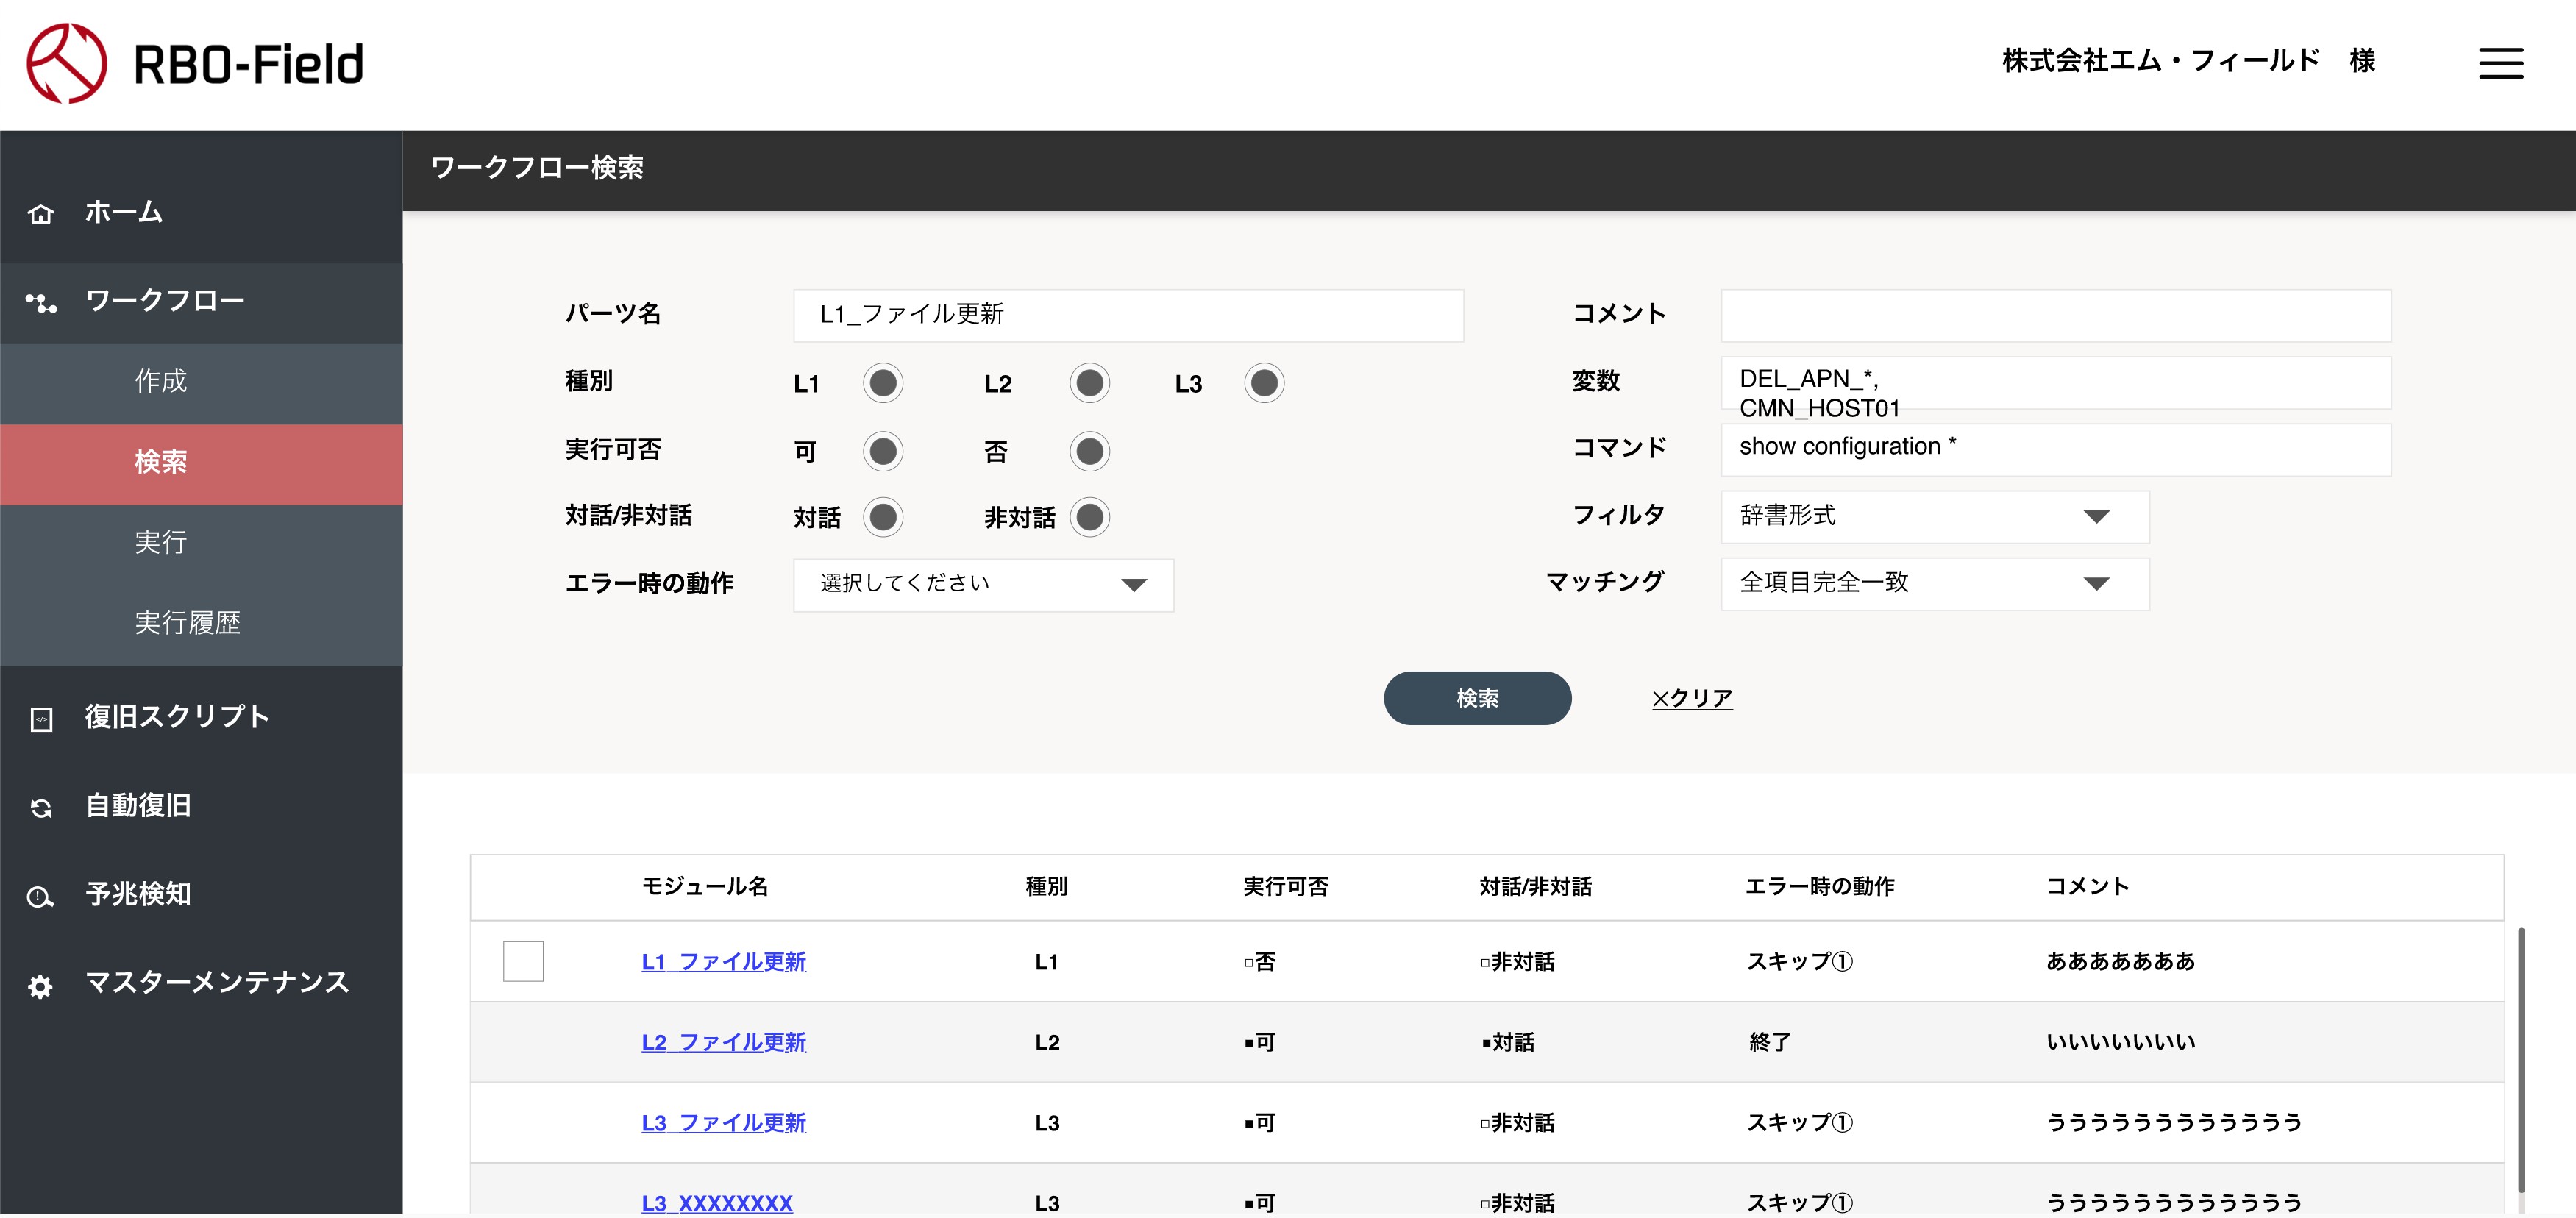 RBO-Field
株式会社エム・フィールド　様
ワークフロー検索
ホーム
ワークフロー
作成
検索
実行
実行履歴
復旧スクリプト
自動復旧
予兆検知
マスターメンテナンス
パーツ名 L1_ファイル更新
種別 L1 L2 L3
実行可否 可 否
対話/非対話 対話 非対話
エラー時の動作 選択してください
コメント
変数 DEL_APN_*,
CMN_HOST01
コマンド show configuration *
フィルタ 辞書形式
マッチング 全項目完全一致
検索 ×クリア
モジュール名 種別 実行可否 対話/非対話 エラー時の動作 コメント
L1_ファイル更新 L1 □否 □非対話 スキップ① あああああああ
L2_ファイル更新 L2 ■可 ■対話 終了 いいいいいいい
L3_ファイル更新 L3 ■可 □非対話 スキップ① うううううううううううう
L3_XXXXXXXX L3 ■可 □非対話 スキップ① うううううううううううう